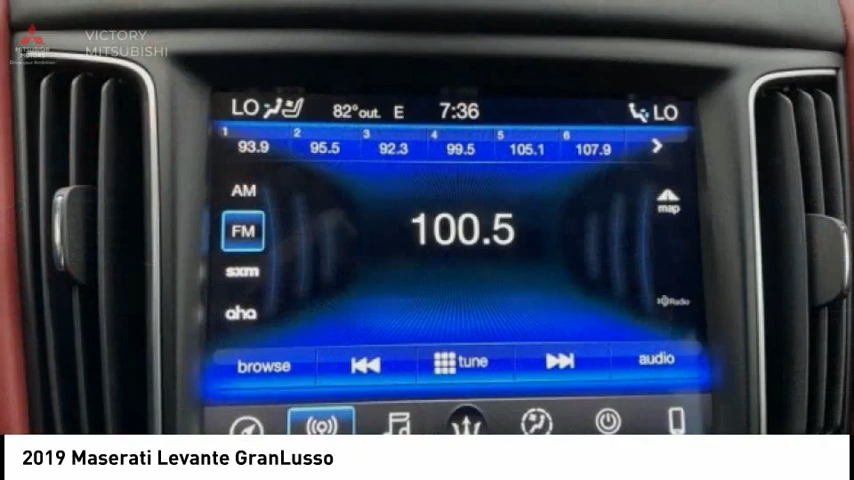 VICTORY
MITSUBISHI
LO 82°out. E 7:36 LO
1 2 3 4 5 6
93.9 95.5 92.3 99.5 105.1 107.9
AM
map
FM
100.5
sxm
HD Radio
aha
browse tune audio
2019 Maserati Levante GranLusso